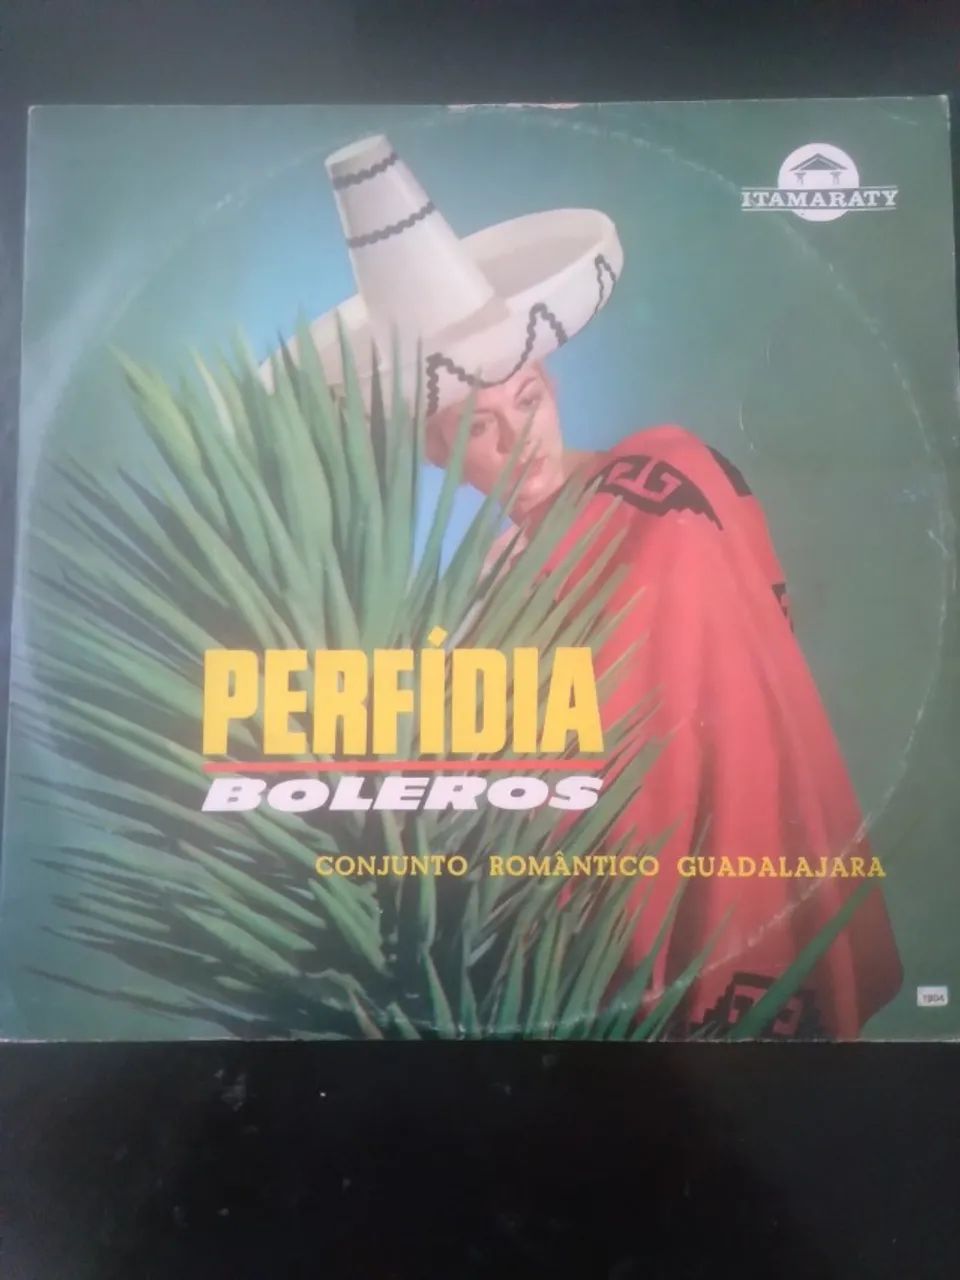 ITAMARATY
PERFÍDIA
BOLEROS
CONJUNTO ROMÂNTICO GUADALAJARA
1904